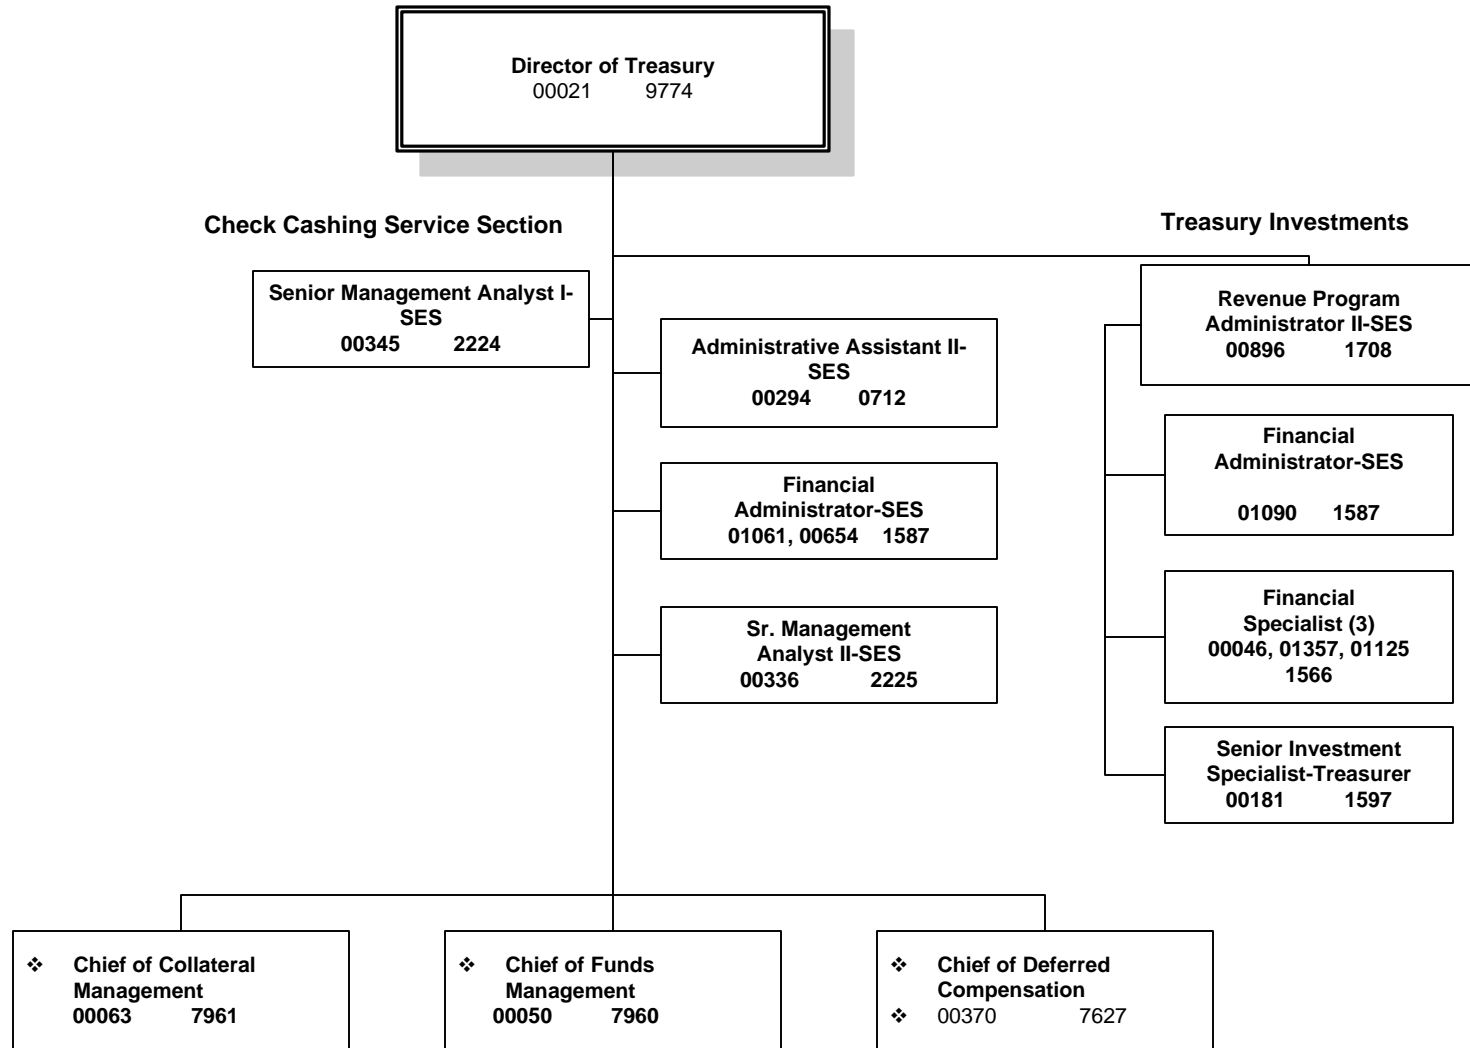 Director of Treasury
00021 9774
Check Cashing Service Section
Treasury Investments
Senior Management Analyst I-
SES
00345 2224
Administrative Assistant II-
SES
00294 0712
Financial
Administrator-SES
01061, 00654 1587
Sr. Management
Analyst II-SES
00336 2225
Revenue Program
Administrator II-SES
00896 1708
Financial
Administrator-SES
01090 1587
Financial
Specialist (3)
00046, 01357, 01125
1566
Senior Investment
Specialist-Treasurer
00181 1597
❖ Chief of Collateral
Management
00063 7961
❖ Chief of Funds
Management
00050 7960
❖ Chief of Deferred
Compensation
❖ 00370 7627